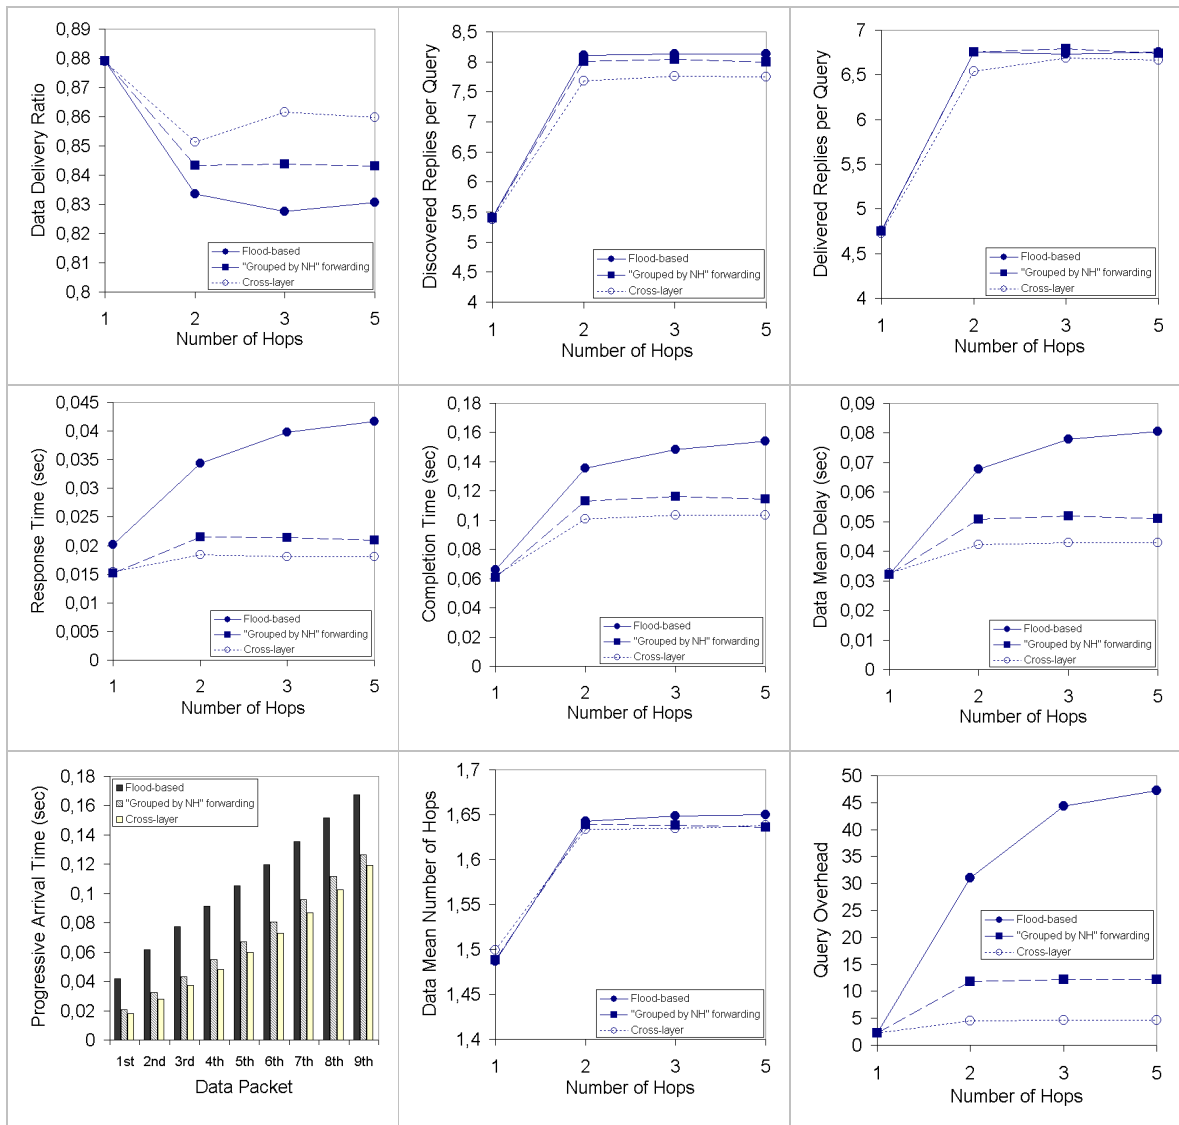 Data Delivery Ratio
0,89
0,88
0,87
0,86
0,85
0,84
0,83
0,82
0,81
0,8
Flood-based
"Grouped by NH" forwarding
Cross-layer
1 2 3 5
Number of Hops
Discovered Replies per Query
8,5
8
7,5
7
6,5
6
5,5
5
4,5
4
Flood-based
"Grouped by NH" forwarding
Cross-layer
1 2 3 5
Number of Hops
Delivered Replies per Query
7
6,5
6
5,5
5
4,5
4
Flood-based
"Grouped by NH" forwarding
Cross-layer
1 2 3 5
Number of Hops
Response Time (sec)
0,045
0,04
0,035
0,03
0,025
0,02
0,015
0,01
0,005
0
Flood-based
"Grouped by NH" forwarding
Cross-layer
1 2 3 5
Number of Hops
Completion Time (sec)
0,18
0,16
0,14
0,12
0,1
0,08
0,06
0,04
0,02
0
Flood-based
"Grouped by NH" forwarding
Cross-layer
1 2 3 5
Number of Hops
Data Mean Delay (sec)
0,09
0,08
0,07
0,06
0,05
0,04
0,03
0,02
0,01
0
Flood-based
"Grouped by NH" forwarding
Cross-layer
1 2 3 5
Number of Hops
Progressive Arrival Time (sec)
0,18
0,16
0,14
0,12
0,1
0,08
0,06
0,04
0,02
0
Flood-based
"Grouped by NH" forwarding
Cross-layer
1st 2nd 3rd 4th 5th 6th 7th 8th 9th
Data Packet
Data Mean Number of Hops
1,7
1,65
1,6
1,55
1,5
1,45
1,4
Flood-based
"Grouped by NH" forwarding
Cross-layer
1 2 3 5
Number of Hops
Query Overhead
50
45
40
35
30
25
20
15
10
5
0
Flood-based
"Grouped by NH" forwarding
Cross-layer
1 2 3 5
Number of Hops